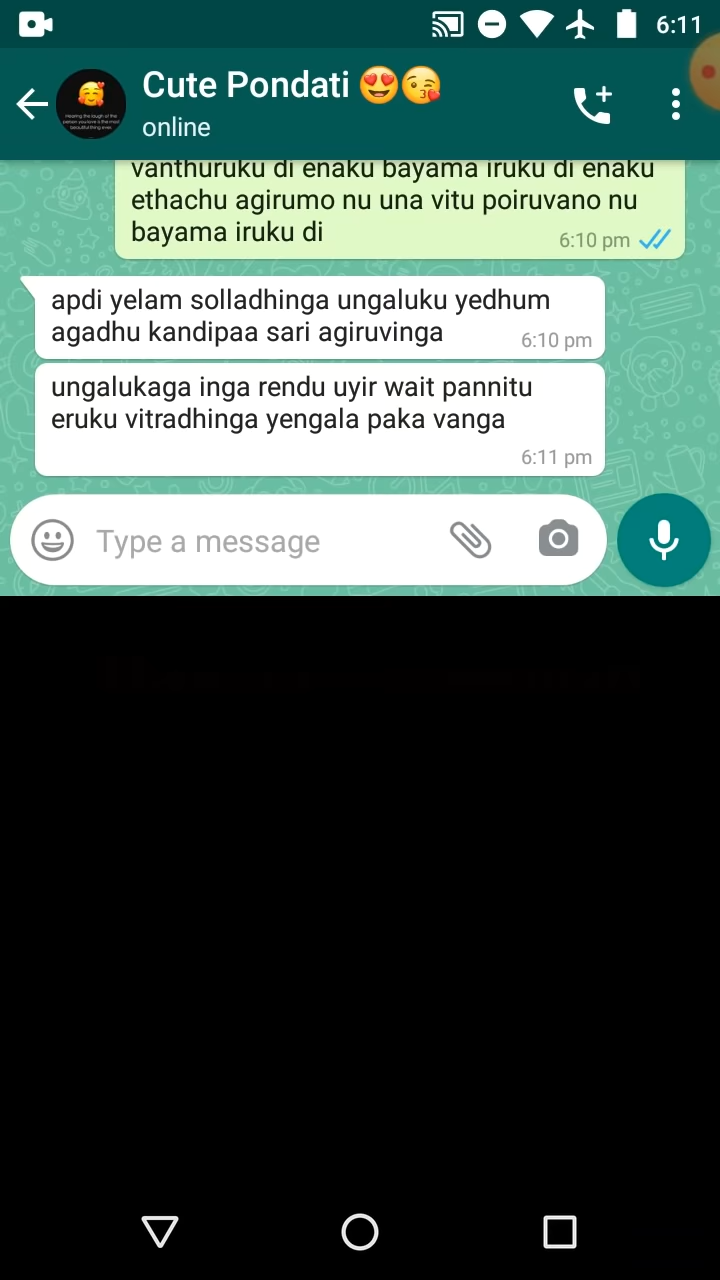 6:11
Cute Pondati 😍😘
online
vanthuruku di enaku bayama iruku di enaku
ethachu agirumo nu una vitu poiruvano nu
bayama iruku di
6:10 pm
apdi yelam solladhinga ungaluku yedhum
agadhu kandipaa sari agiruvinga
6:10 pm
ungalukaga inga rendu uyir wait pannitu
eruku vitradhinga yengala paka vanga
6:11 pm
Type a message